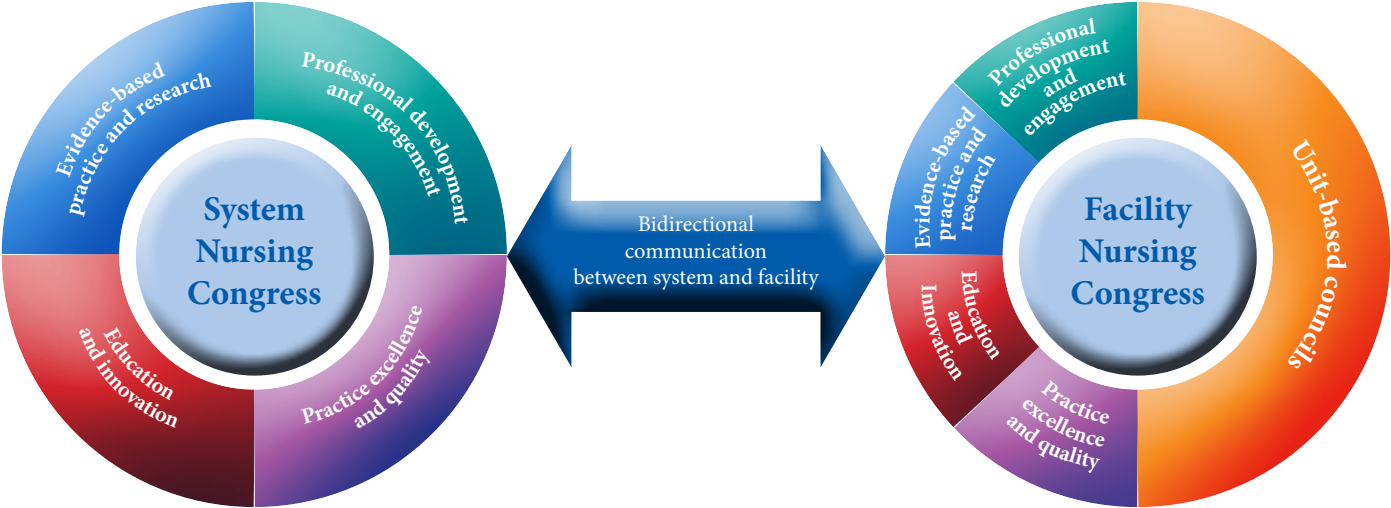 Evidence-based
practice and research
Professional development
and engagement
System
Nursing
Congress
Education
and innovation
Practice excellence
and quality
Bidirectional
communication
between system and facility
Professional
development
and
engagement
Evidence-based
practice and
research
Facility
Nursing
Congress
Unit-based councils
Education
and
Innovation
Practice
excellence
and quality